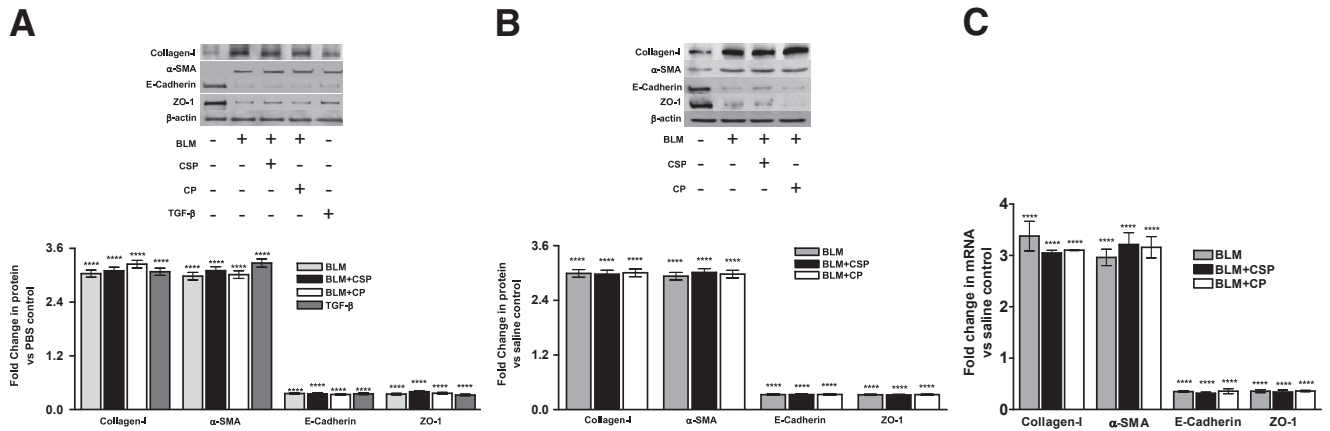 A
Collagen-I
α-SMA
E-Cadherin
ZO-1
β-actin
BLM - + + + -
CSP - - + - -
CP - - - + -
TGF-β - - - - +
Fold Change in protein
vs PBS control
3.6
2.4
1.2
0.0
**** **** **** **** **** **** **** ****
**** **** **** **** **** **** **** ****
Collagen-I α-SMA E-Cadherin ZO-1
BLM
BLM+CSP
BLM+CP
TGF-β
B
Collagen-I
α-SMA
E-Cadherin
ZO-1
β-actin
BLM - + + +
CSP - - + -
CP - - - +
Fold Change in protein
vs saline control
3.6
2.4
1.2
0.0
**** **** **** **** **** ****
**** **** **** **** **** ****
Collagen-I α-SMA E-Cadherin ZO-1
BLM
BLM+CSP
BLM+CP
C
Fold change in mRNA
vs saline control
4
3
2
1
0
**** **** **** **** **** ****
**** **** **** **** **** ****
Collagen-I α-SMA E-Cadherin ZO-1
BLM
BLM+CSP
BLM+CP